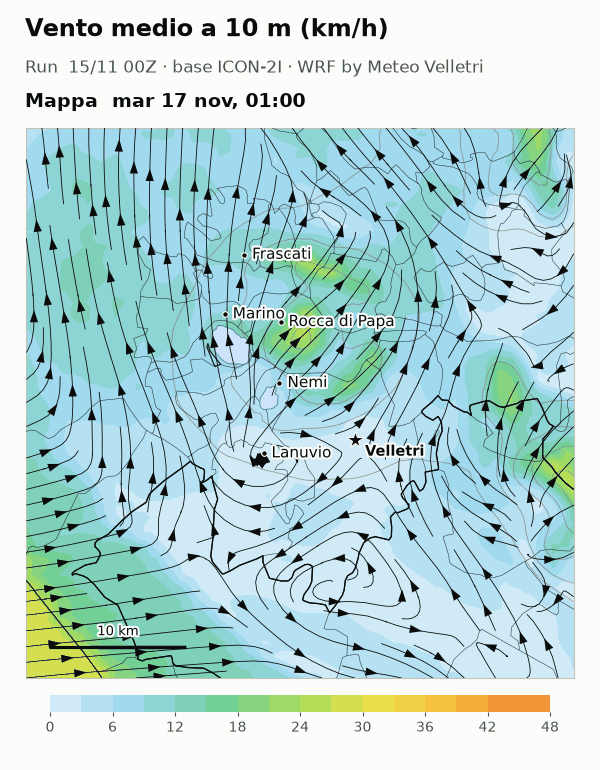 Vento medio a 10 m (km/h)
Run  15/11 00Z · base ICON-2I · WRF by Meteo Velletri
Mappa  mar 17 nov, 01:00
Frascati
Marino
Rocca di Papa
Nemi
Velletri
Lanuvio
10 km
0 6 12 18 24 30 36 42 48